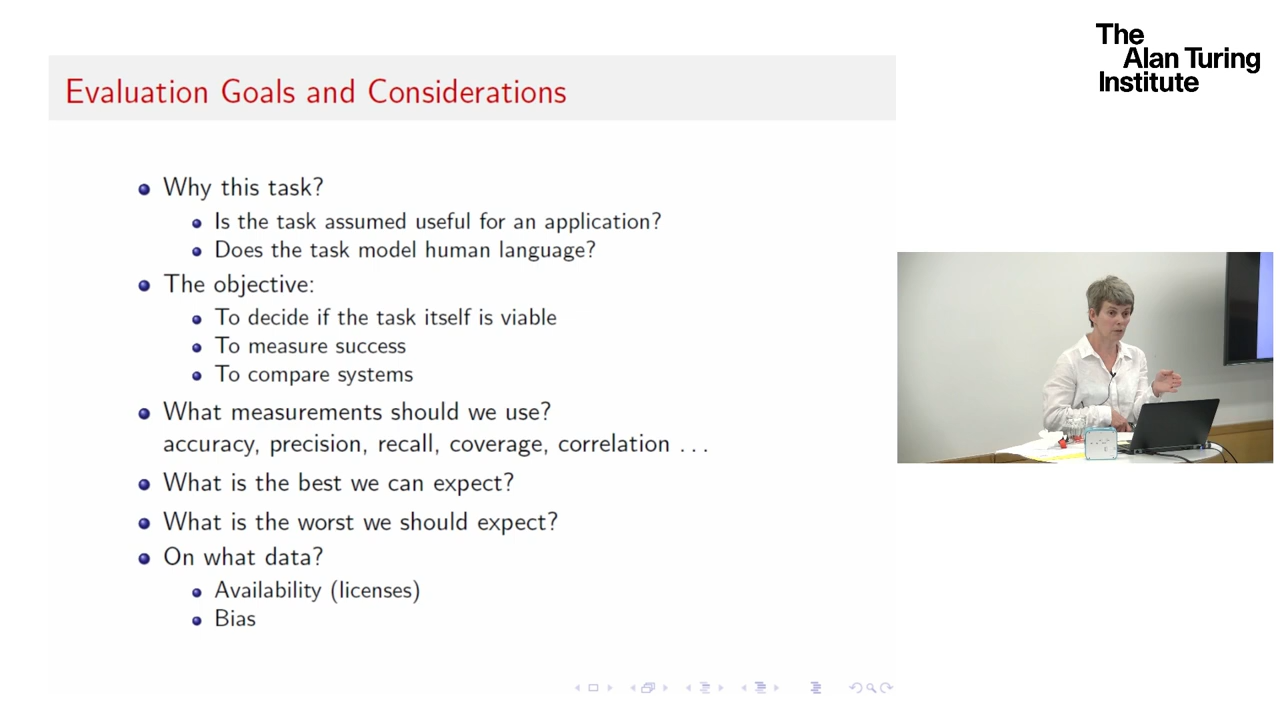 The
Alan Turing
Institute
Evaluation Goals and Considerations
Why this task?
Is the task assumed useful for an application?
Does the task model human language?
The objective:
To decide if the task itself is viable
To measure success
To compare systems
What measurements should we use?
accuracy, precision, recall, coverage, correlation . . .
What is the best we can expect?
What is the worst we should expect?
On what data?
Availability (licenses)
Bias